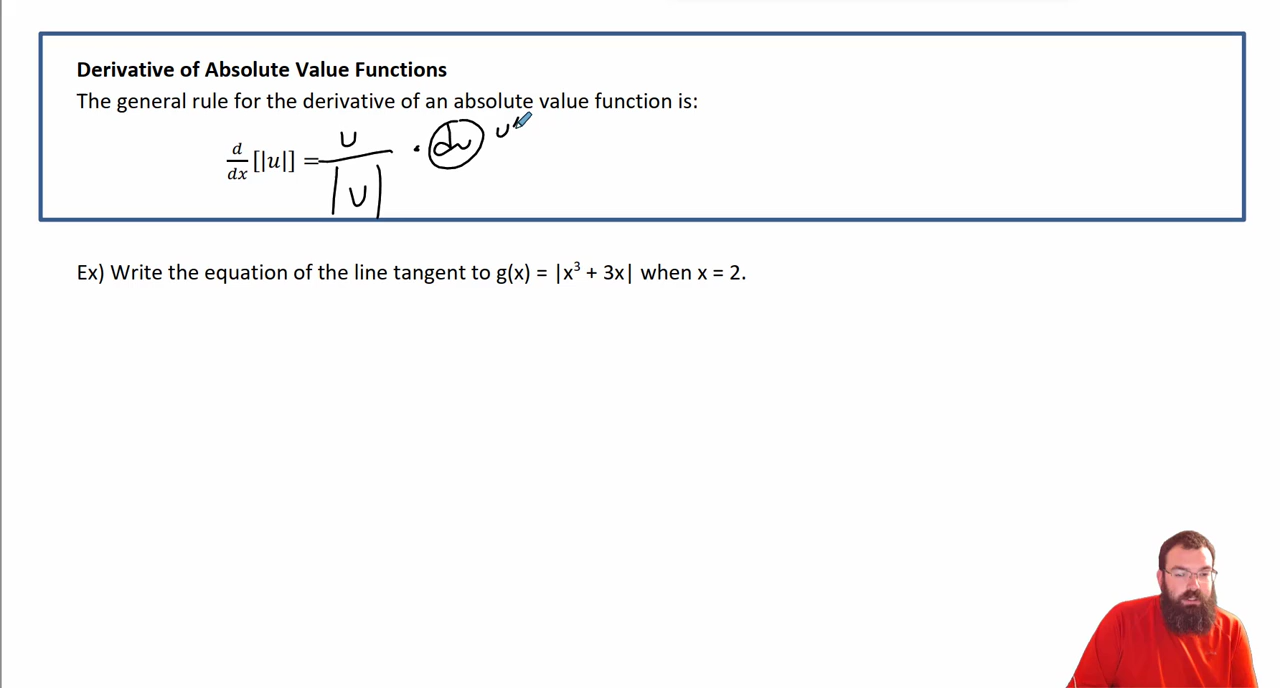 Derivative of Absolute Value Functions
The general rule for the derivative of an absolute value function is:
d/dx [|u|] = u/|u| · du u'
Ex) Write the equation of the line tangent to g(x) = |x³ + 3x| when x = 2.